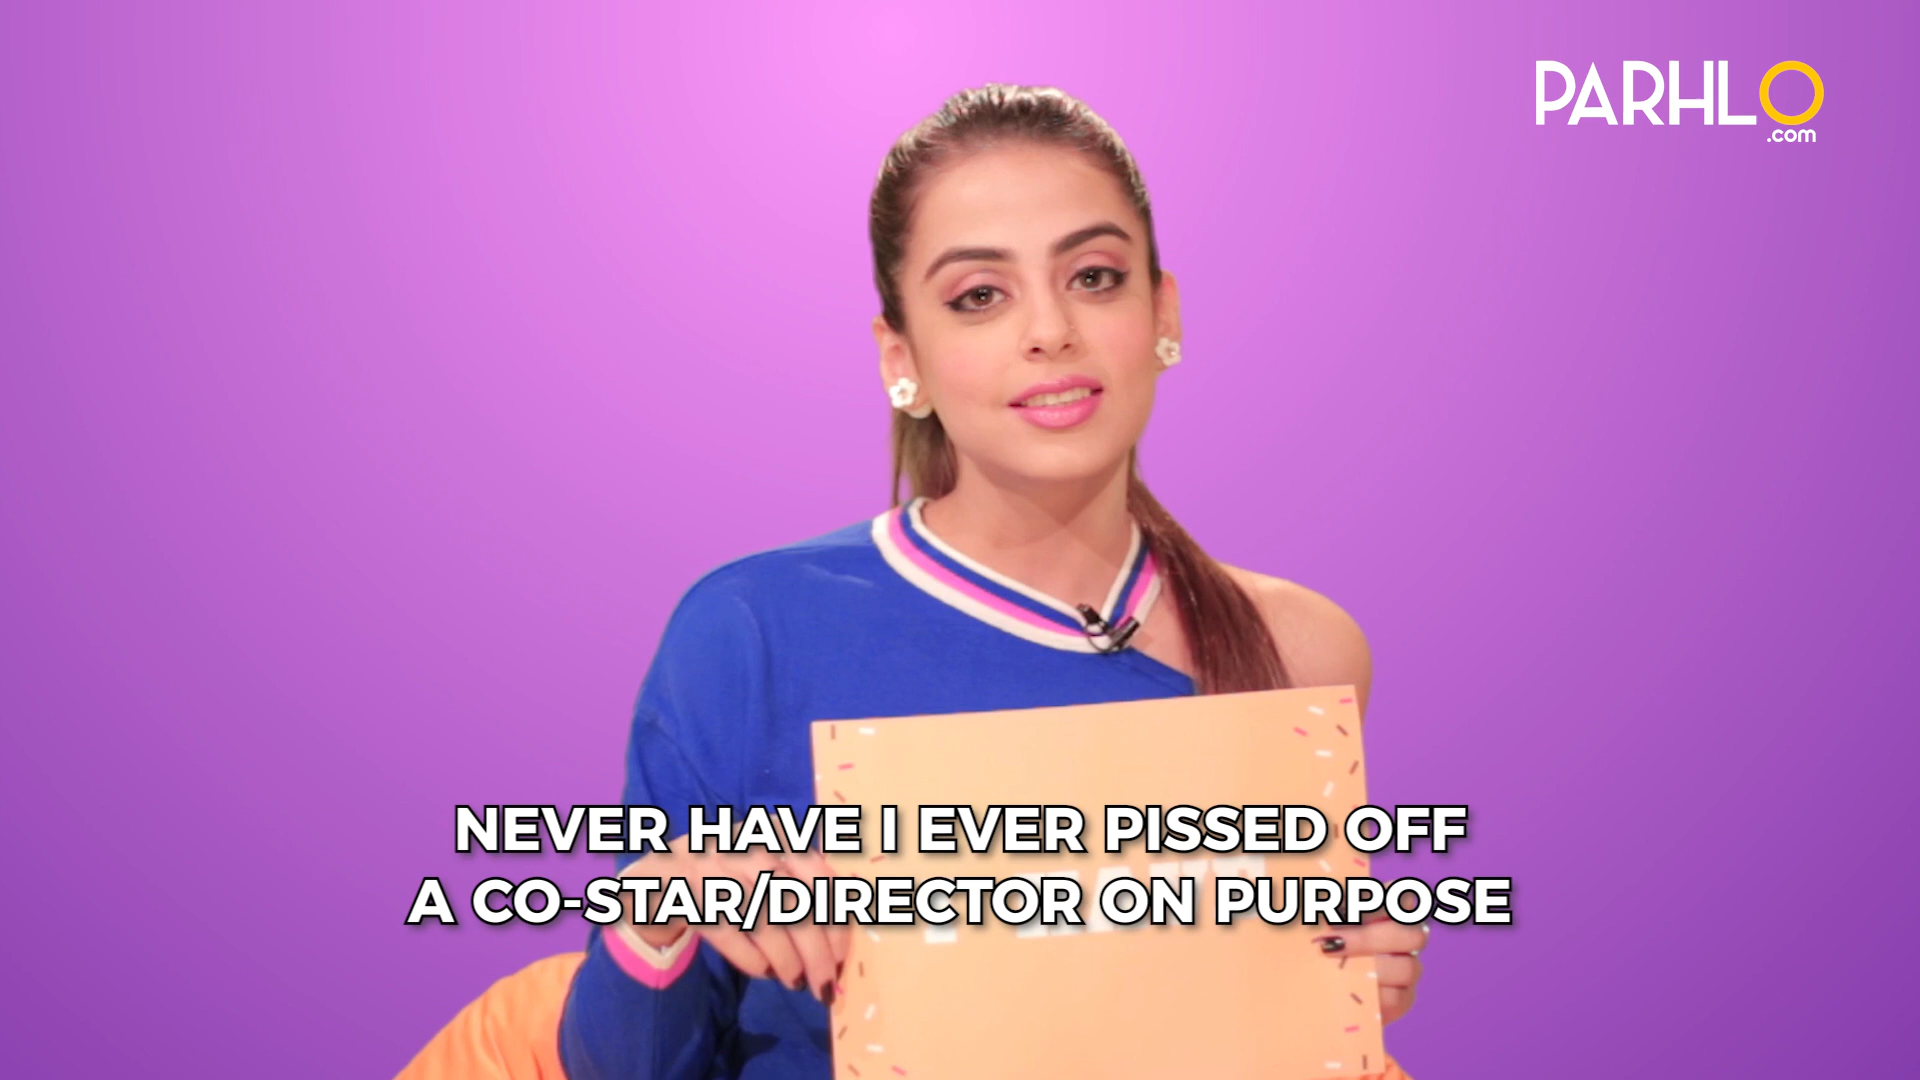 PARHLO
.com
NEVER HAVE I EVER PISSED OFF
A CO-STAR/DIRECTOR ON PURPOSE